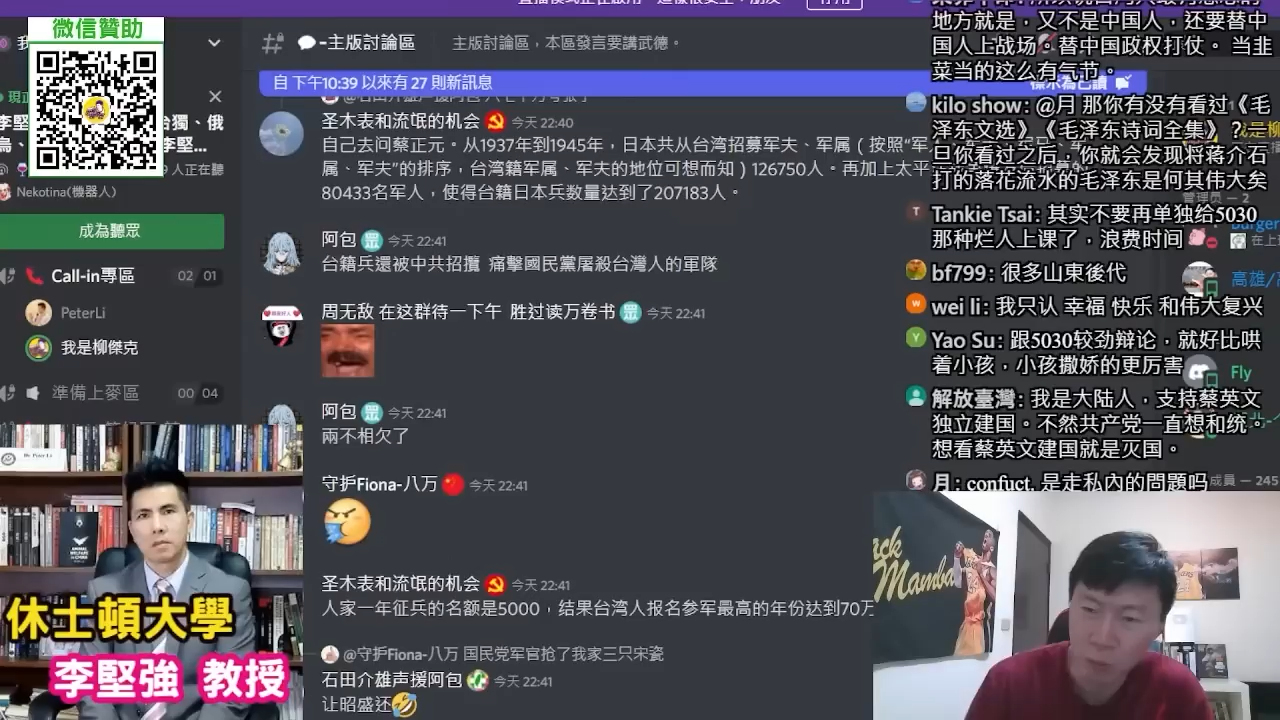 微信贊助
-主版討論區
主版討論區，本區發言要講武德。
自 下午10:39 以來有 27 則新訊息
圣木表和流氓的机会 今天 22:40
自己去问蔡正元。从1937年到1945年，日本共从台湾招募军夫、军属（按照“军
属、军夫”的排序，台湾籍军属、军夫的地位可想而知）126750人。再加上太平
80433名军人，使得台籍日本兵数量达到了207183人。
阿包 眾 今天 22:41
台籍兵還被中共招攬 痛擊國民黨屠殺台灣人的軍隊
周无敌 在这群待一下午 胜过读万卷书 眾 今天 22:41
阿包 眾 今天 22:41
兩不相欠了
守护Fiona-八万 今天 22:41
圣木表和流氓的机会 今天 22:41
人家一年征兵的名额是5000，结果台湾人报名参军最高的年份达到70万
@守护Fiona-八万 国民党军官抢了我家三只宋瓷
石田介雄声援阿包 今天 22:41
让昭盛还
Nekotina(機器人)
成為聽眾
Call-in專區 02 01
PeterLi
我是柳傑克
準備上麥區 00 04
休士頓大學
李堅強 教授
地方就是，又不是中国人，还要替中
国人上战场。替中国政权打仗。 当韭
菜当的这么有气节。
kilo show: @月 那你有没有看过《毛
泽东文选》《毛泽东诗词全集》？一
旦你看过之后，你就会发现将蒋介石
打的落花流水的毛泽东是何其伟大矣
Tankie Tsai: 其实不要再单独给5030
那种烂人上课了，浪费时间
bf799: 很多山東後代
wei li: 我只认 幸福 快乐 和伟大复兴
Yao Su: 跟5030较劲辩论，就好比哄
着小孩，小孩撒娇的更厉害
解放臺灣: 我是大陆人，支持蔡英文
独立建国。不然共产党一直想和统。
想看蔡英文建国就是灭国。
月: confuct, 是走私內的問題吗
Fly
成員 — 245
ck
Mamba